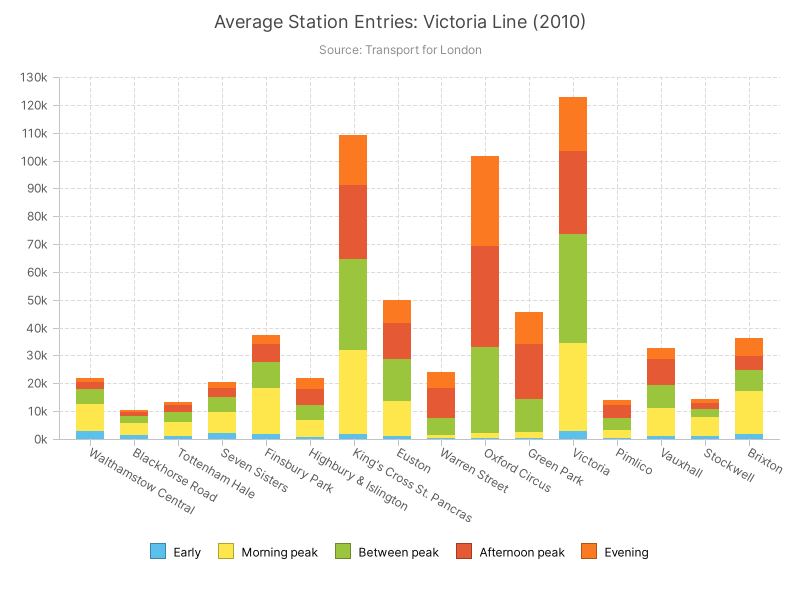 Average Station Entries: Victoria Line (2010)
Source: Transport for London
130k
120k
110k
100k
90k
80k
70k
60k
50k
40k
30k
20k
10k
0k
Walthamstow Central
Blackhorse Road
Tottenham Hale
Seven Sisters
Finsbury Park
Highbury & Islington
King's Cross St. Pancras
Euston
Warren Street
Oxford Circus
Green Park
Victoria
Pimlico
Vauxhall
Stockwell
Brixton
Early
Morning peak
Between peak
Afternoon peak
Evening